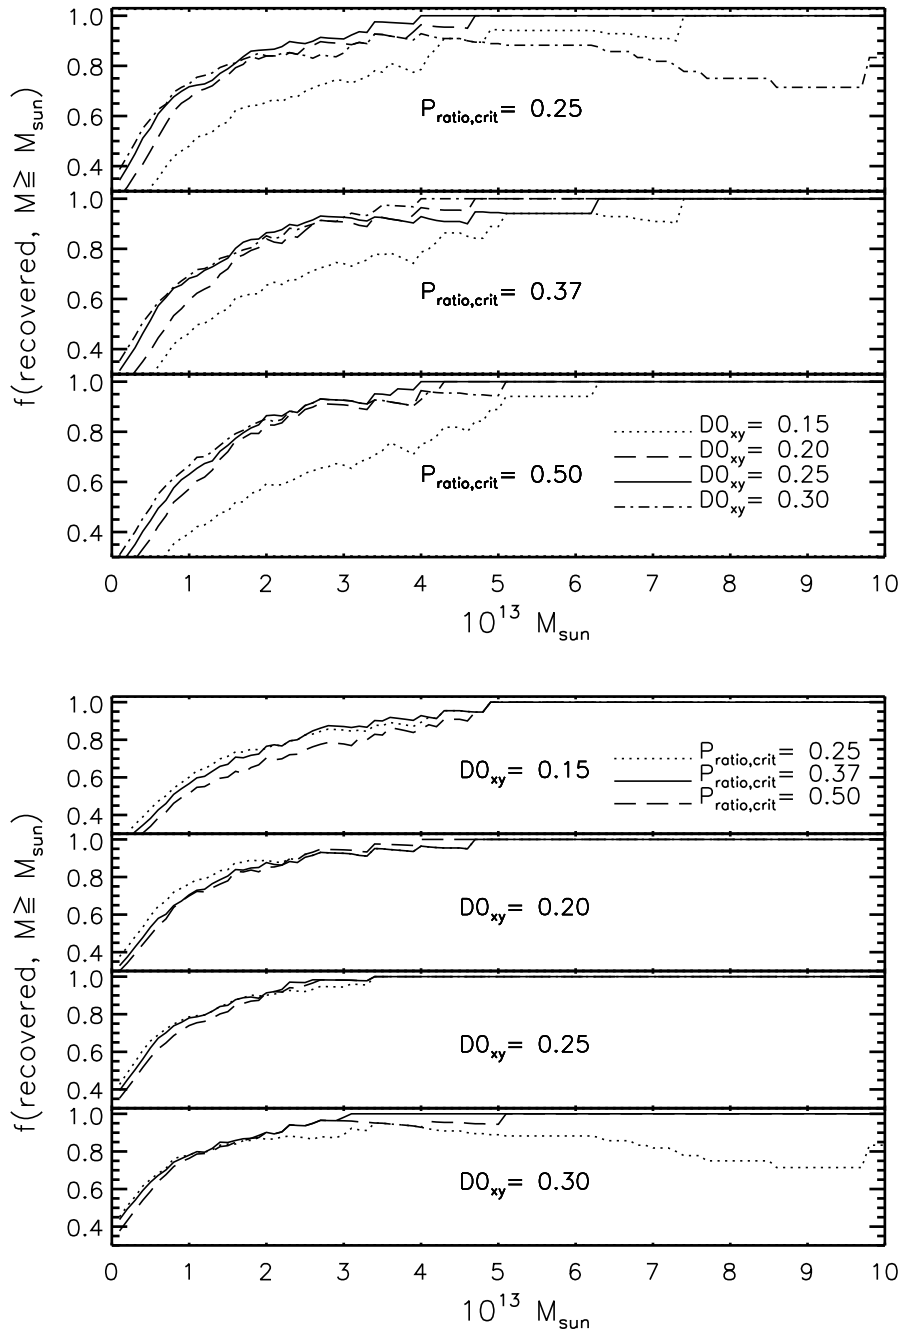 f(recovered, M≧ M_sun)
1.0
0.8
0.6
0.4
P_ratio,crit= 0.25
1.0
0.8
0.6
0.4
P_ratio,crit= 0.37
1.0
0.8
0.6
0.4
P_ratio,crit= 0.50
D0_xy= 0.15
D0_xy= 0.20
D0_xy= 0.25
D0_xy= 0.30
0 1 2 3 4 5 6 7 8 9 10
10^13 M_sun
f(recovered, M≧ M_sun)
1.0
0.8
0.6
0.4
D0_xy= 0.15
P_ratio,crit= 0.25
P_ratio,crit= 0.37
P_ratio,crit= 0.50
1.0
0.8
0.6
0.4
D0_xy= 0.20
1.0
0.8
0.6
0.4
D0_xy= 0.25
1.0
0.8
0.6
0.4
D0_xy= 0.30
0 1 2 3 4 5 6 7 8 9 10
10^13 M_sun